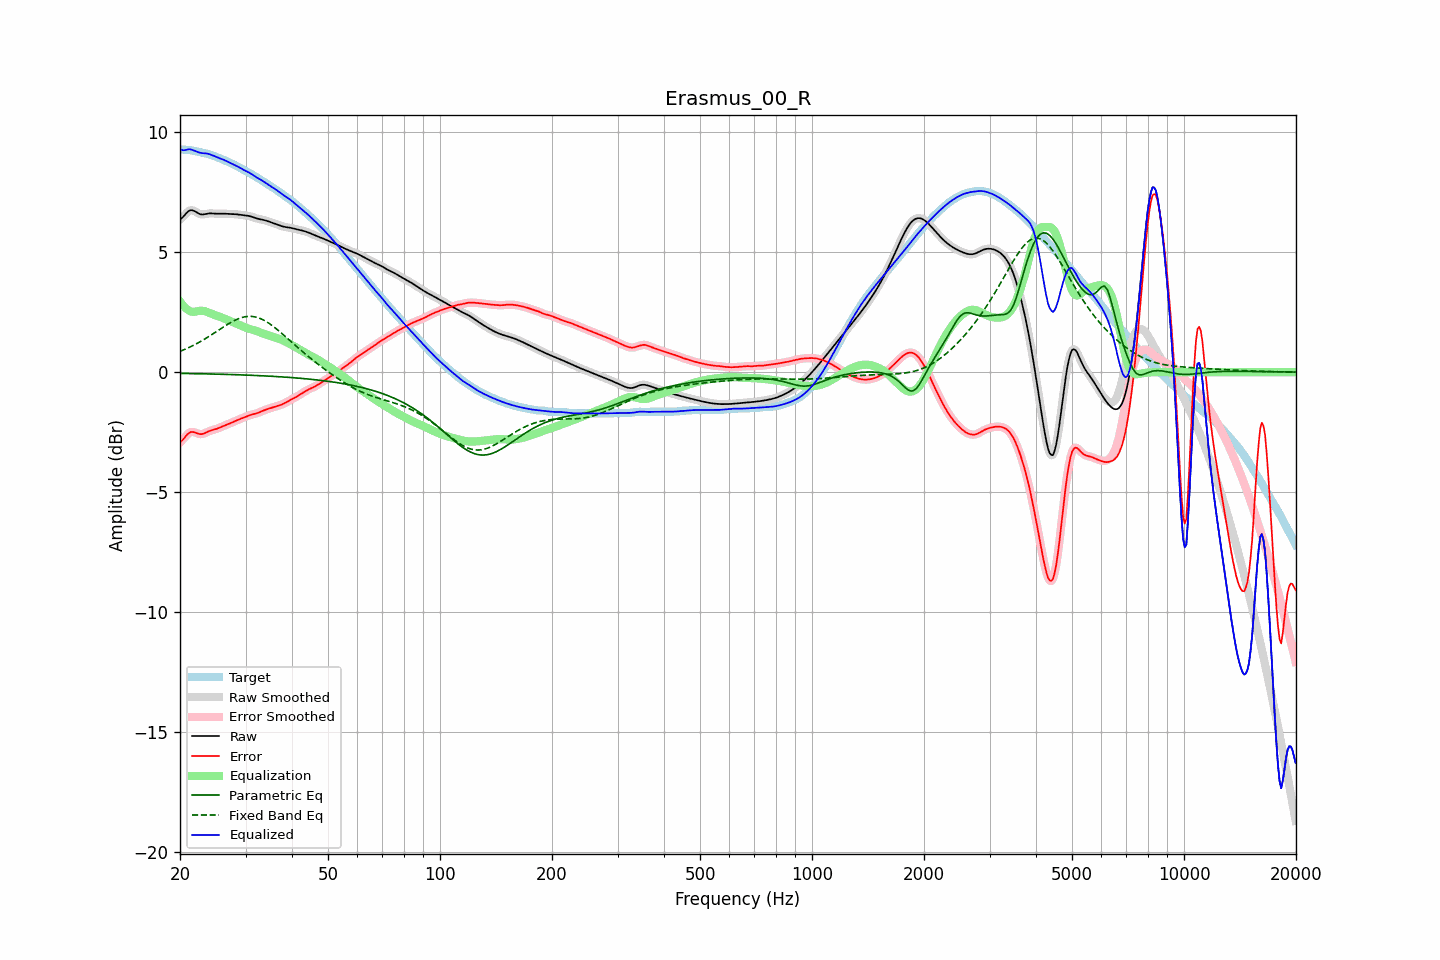 Erasmus_00_R
Amplitude (dBr)
10
5
0
−5
−10
−15
−20
Target
Raw Smoothed
Error Smoothed
Raw
Error
Equalization
Parametric Eq
Fixed Band Eq
Equalized
20 50 100 200 500 1000 2000 5000 10000 20000
Frequency (Hz)